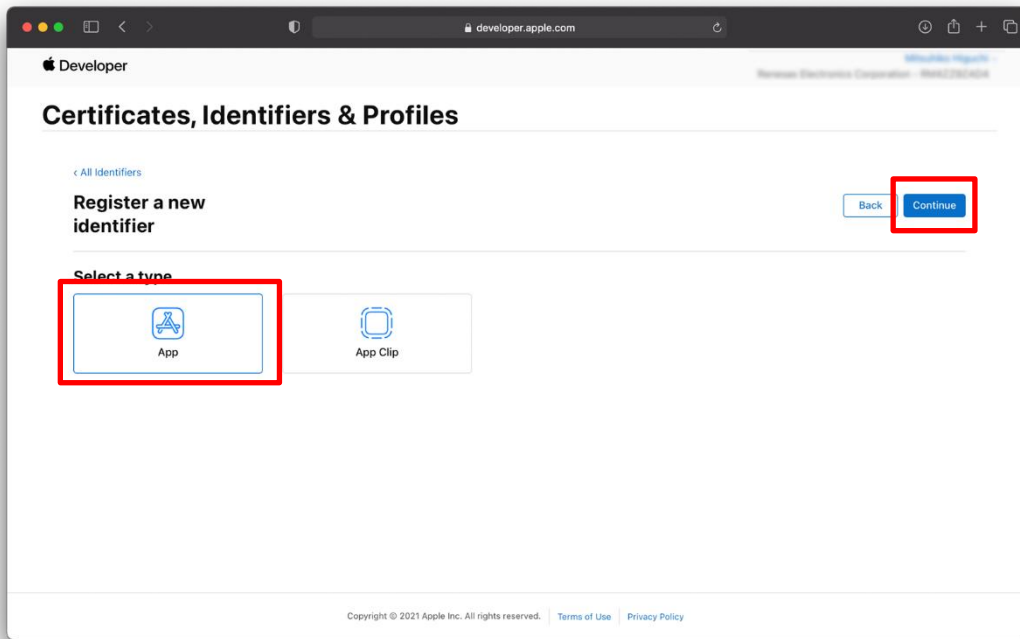 developer.apple.com
Developer
Certificates, Identifiers & Profiles
‹ All Identifiers
Register a new
identifier
Back
Continue
Select a type
App
App Clip
Copyright © 2021 Apple Inc. All rights reserved.
Terms of Use
Privacy Policy